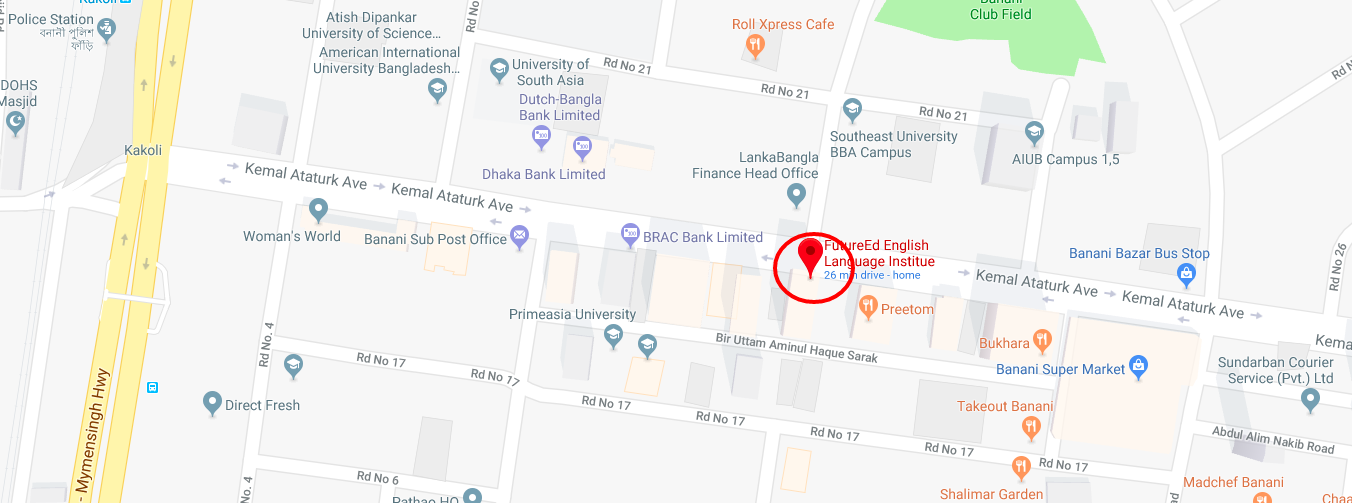 Kakoli
Police Station
বনানী পুলিশ
ফাঁড়ি
Atish Dipankar
University of Science...
American International
University Bangladesh...
Rd No
Roll Xpress Cafe
Banani
Club Field
University of
South Asia
Rd No 21
Rd No 21
Rd No 21
DOHS
Masjid
Dutch-Bangla
Bank Limited
Southeast University
BBA Campus
AIUB Campus 1,5
Kakoli
LankaBangla
Finance Head Office
Dhaka Bank Limited
Kemal Ataturk Ave
Kemal Ataturk Ave
Woman's World
Banani Sub Post Office
BRAC Bank Limited
FutureEd English
Language Institue
26 min drive - home
Banani Bazar Bus Stop
Rd No 26
Kemal Ataturk Ave
Kemal Ataturk Ave
Kema
Preetom
Primeasia University
Bir Uttam Aminul Haque Sarak
Bukhara
Banani Super Market
Sundarban Courier
Service (Pvt.) Ltd
Rd No. 4
Rd No 17
Rd No 17
Direct Fresh
Rd No 17
Rd No 17
Rd No 17
Rd No 17
Rd No 17
Takeout Banani
Abdul Alim Nakib Road
- Mymensingh Hwy
Rd No 6
No. 4
Pathao HQ
Shalimar Garden
Madchef Banani
Chaa